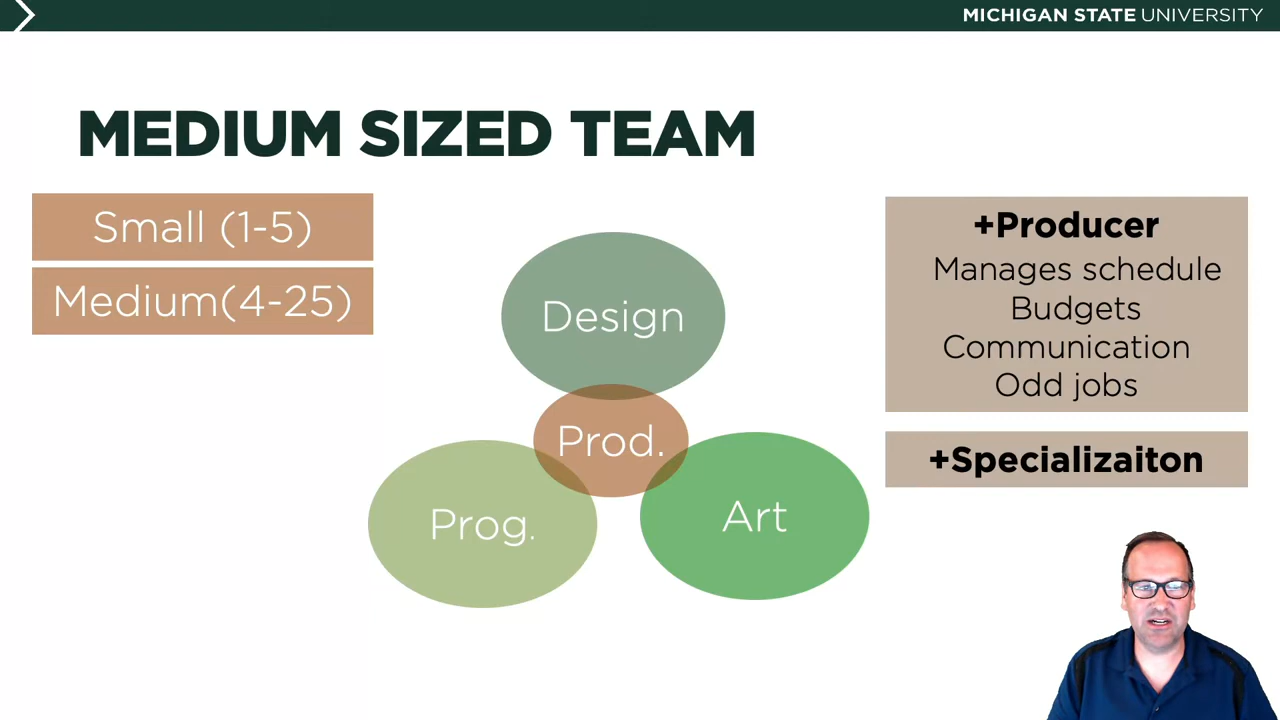 MICHIGAN STATE UNIVERSITY
MEDIUM SIZED TEAM
Small (1-5)
Medium(4-25)
Design
Prod.
Prog.
Art
+Producer
Manages schedule
Budgets
Communication
Odd jobs
+Specializaiton